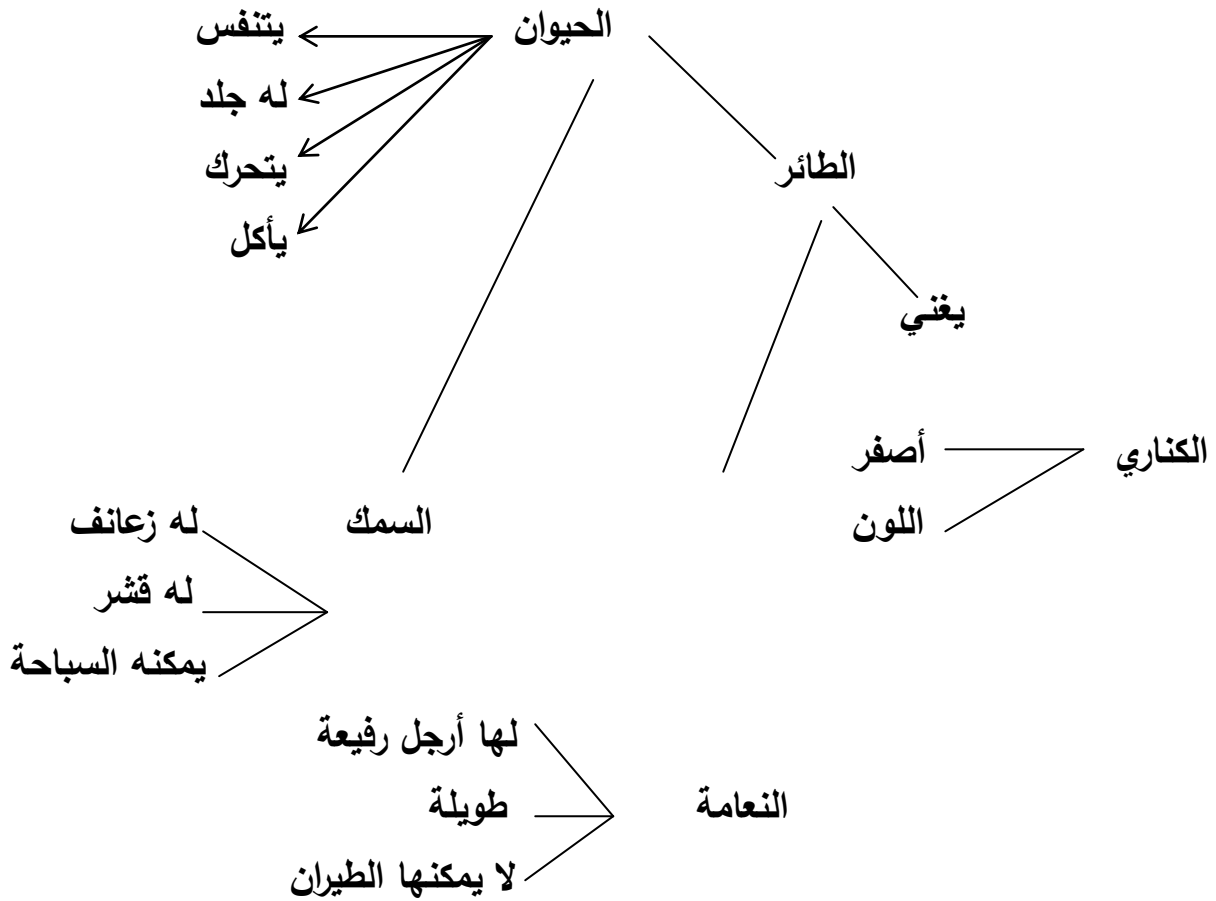 الحيوان
يتنفس
له جلد
يتحرك
يأكل
الطائر
يغني
الكناري
أصفر
اللون
السمك
له زعانف
له قشر
يمكنه السباحة
النعامة
لها أرجل رفيعة
طويلة
لا يمكنها الطيران